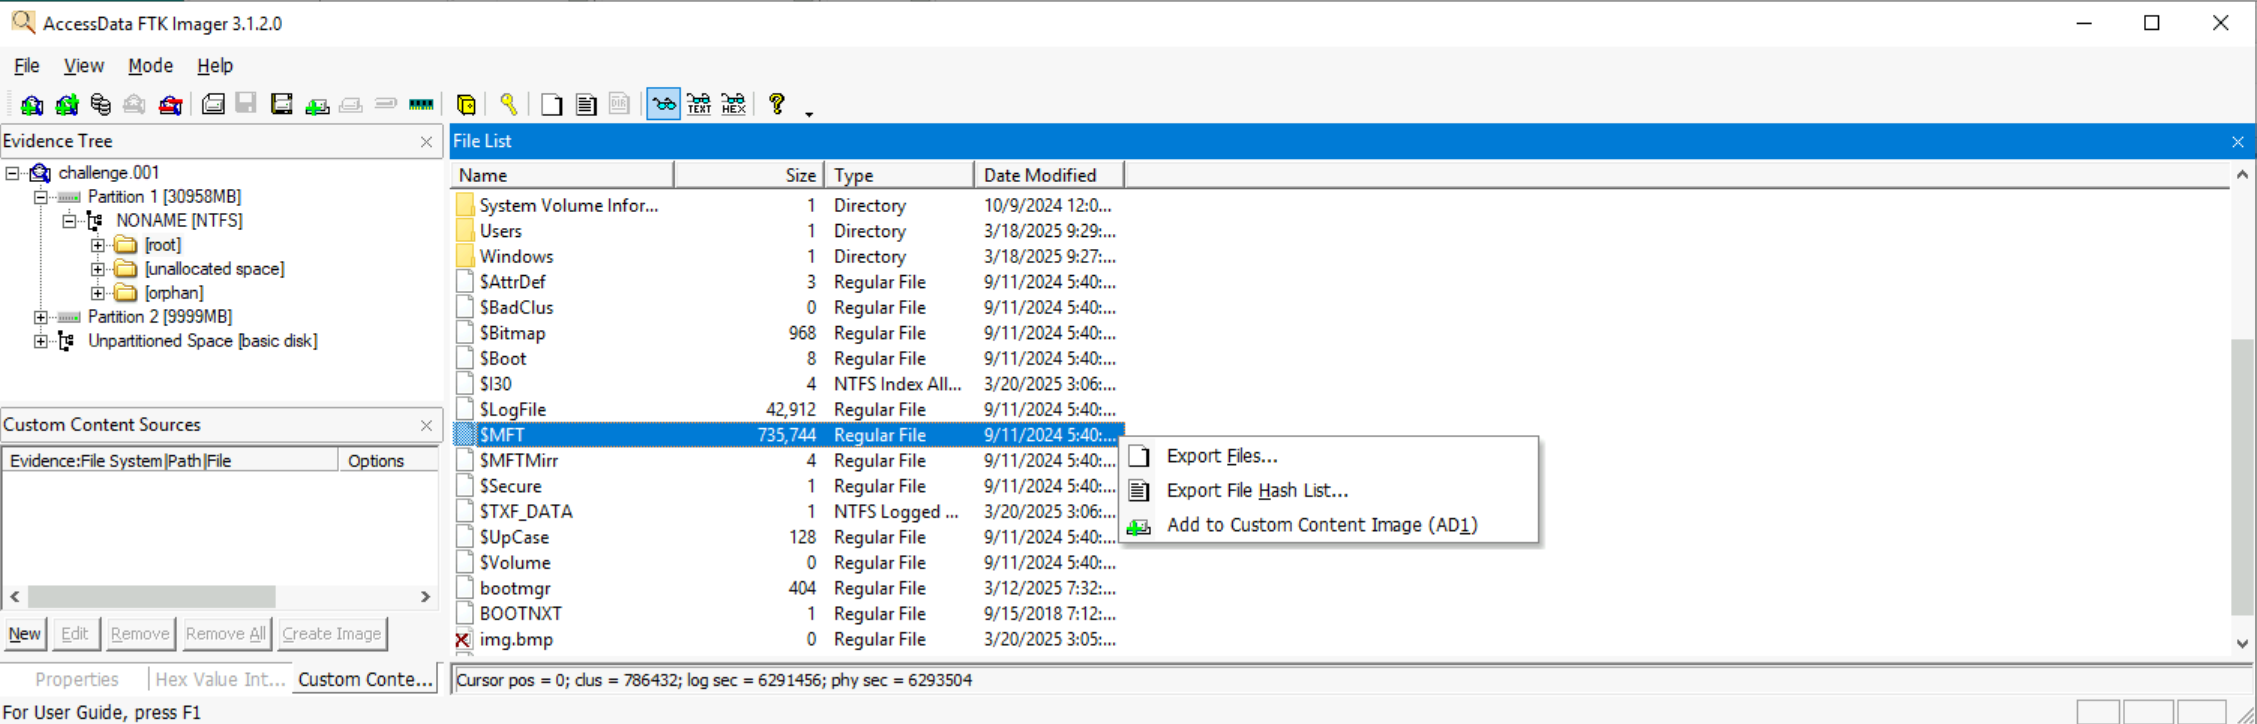 AccessData FTK Imager 3.1.2.0
File View Mode Help
TEXT HEX DIR
Evidence Tree
challenge.001
Partition 1 [30958MB]
NONAME [NTFS]
[root]
[unallocated space]
[orphan]
Partition 2 [9999MB]
Unpartitioned Space [basic disk]
Custom Content Sources
Evidence:File System|Path|File Options
New Edit Remove Remove All Create Image
Properties Hex Value Int... Custom Conte...
File List
Name Size Type Date Modified
System Volume Infor... 1 Directory 10/9/2024 12:0...
Users 1 Directory 3/18/2025 9:29:...
Windows 1 Directory 3/18/2025 9:27:...
$AttrDef 3 Regular File 9/11/2024 5:40:...
$BadClus 0 Regular File 9/11/2024 5:40:...
$Bitmap 968 Regular File 9/11/2024 5:40:...
$Boot 8 Regular File 9/11/2024 5:40:...
$I30 4 NTFS Index All... 3/20/2025 3:06:...
$LogFile 42,912 Regular File 9/11/2024 5:40:...
$MFT 735,744 Regular File 9/11/2024 5:40:...
$MFTMirr 4 Regular File 9/11/2024 5:40:...
$Secure 1 Regular File 9/11/2024 5:40:...
$TXF_DATA 1 NTFS Logged ... 3/20/2025 3:06:...
$UpCase 128 Regular File 9/11/2024 5:40:...
$Volume 0 Regular File 9/11/2024 5:40:...
bootmgr 404 Regular File 3/12/2025 7:32:...
BOOTNXT 1 Regular File 9/15/2018 7:12:...
img.bmp 0 Regular File 3/20/2025 3:05:...
Export Files...
Export File Hash List...
Add to Custom Content Image (AD1)
Cursor pos = 0; clus = 786432; log sec = 6291456; phy sec = 6293504
For User Guide, press F1